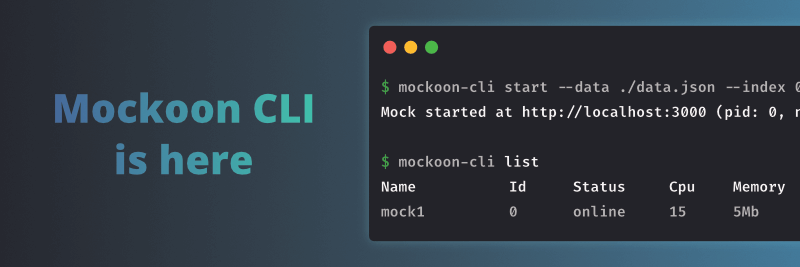 Mockoon CLI
is here
$ mockoon-cli start --data ./data.json --index 0
Mock started at http://localhost:3000 (pid: 0,
$ mockoon-cli list
Name Id Status Cpu Memory
mock1 0 online 15 5Mb